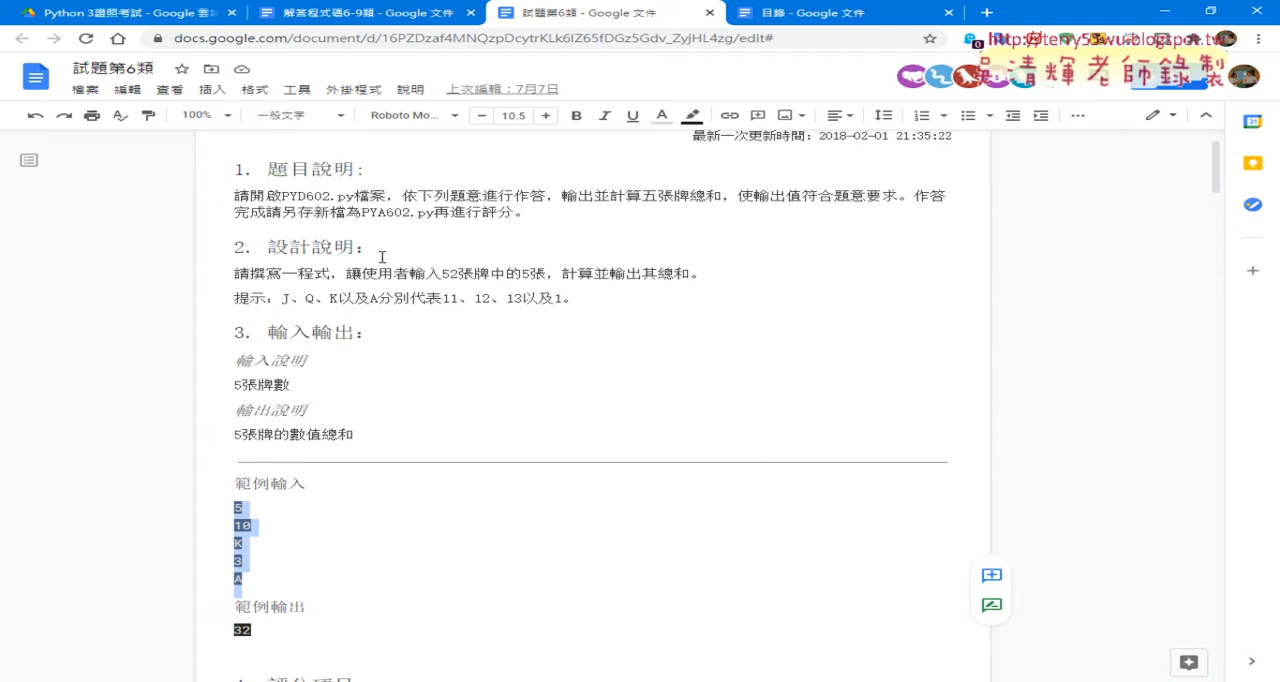 Python 3證照考試 - Google 雲端
解答程式碼6-9類 - Google 文件
試題第6類 - Google 文件
目錄 - Google 文件
docs.google.com/document/d/16PZDzaf4MNQzpDcytrKLk6IZ65fDGz5Gdv_ZyjHL4zg/edit#
http://terry55wu.blogspot.tw
吳清輝老師錄製
試題第6類
檔案 編輯 查看 插入 格式 工具 外掛程式 說明 上次編輯：7月7日
100% 一般文字 Roboto Mo... 10.5
最新一次更新時間：2018-02-01 21:35:22
1. 題目說明:
請開啟PYD602.py檔案，依下列題意進行作答，輸出並計算五張牌總和，使輸出值符合題意要求。作答
完成請另存新檔為PYA602.py再進行評分。
2. 設計說明：
請撰寫一程式，讓使用者輸入52張牌中的5張，計算並輸出其總和。
提示：J、Q、K以及A分別代表11、12、13以及1。
3. 輸入輸出：
輸入說明
5張牌數
輸出說明
5張牌的數值總和
範例輸入
5
10
K
3
A
範例輸出
32
4. 評分項目